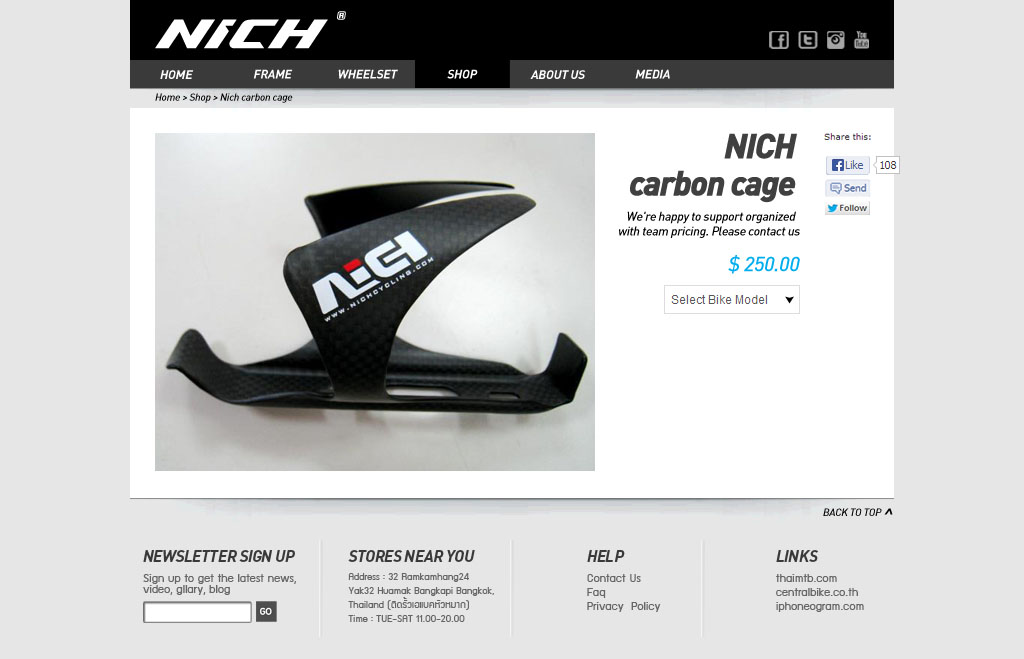 NICH ®
HOME FRAME WHEELSET SHOP ABOUT US MEDIA
Home > Shop > Nich carbon cage
NICH
WWW.NICHCYCLING.COM
NICH
carbon cage
We're happy to support organized
with team pricing. Please contact us
$ 250.00
Select Bike Model
Share this:
Like 108
Send
Follow
BACK TO TOP
NEWSLETTER SIGN UP
Sign up to get the latest news,
video, gllary, blog
GO
STORES NEAR YOU
Address : 32 Ramkamhang24
Yak32 Huamak Bangkapi Bangkok,
Thailand (ติดรั้วเอแบคหัวหมาก)
Time : TUE-SAT 11.00-20.00
HELP
Contact Us
Faq
Privacy Policy
LINKS
thaimtb.com
centralbike.co.th
iphoneogram.com